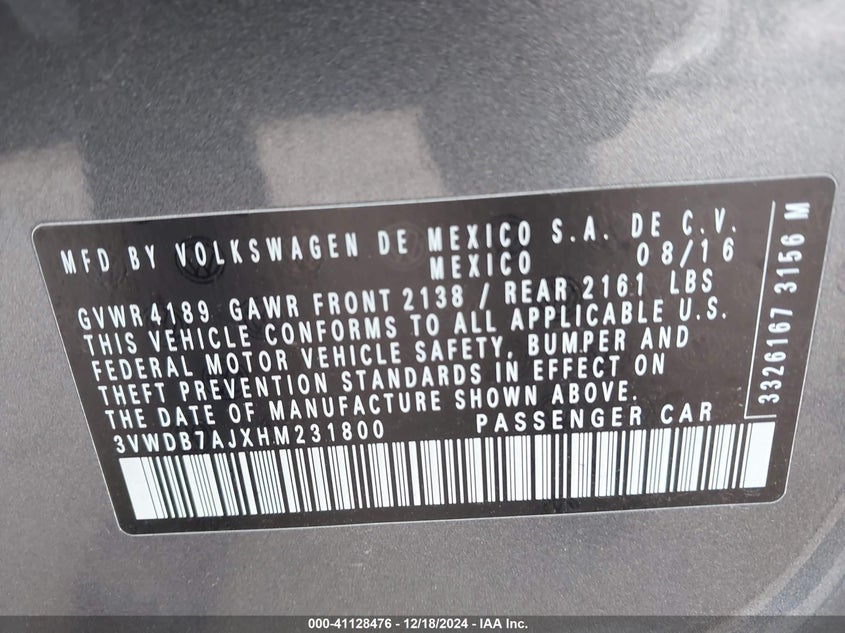 MFD BY VOLKSWAGEN DE MEXICO S.A. DE C.V.
MEXICO 08/16
GVWR4189 GAWR FRONT 2138 / REAR 2161 LBS
THIS VEHICLE CONFORMS TO ALL APPLICABLE U.S.
FEDERAL MOTOR VEHICLE SAFETY, BUMPER AND
THEFT PREVENTION STANDARDS IN EFFECT ON
THE DATE OF MANUFACTURE SHOWN ABOVE.
3VWDB7AJXHM231800 PASSENGER CAR
3326167 3156 M
000-41128476 - 12/18/2024 - IAA Inc.